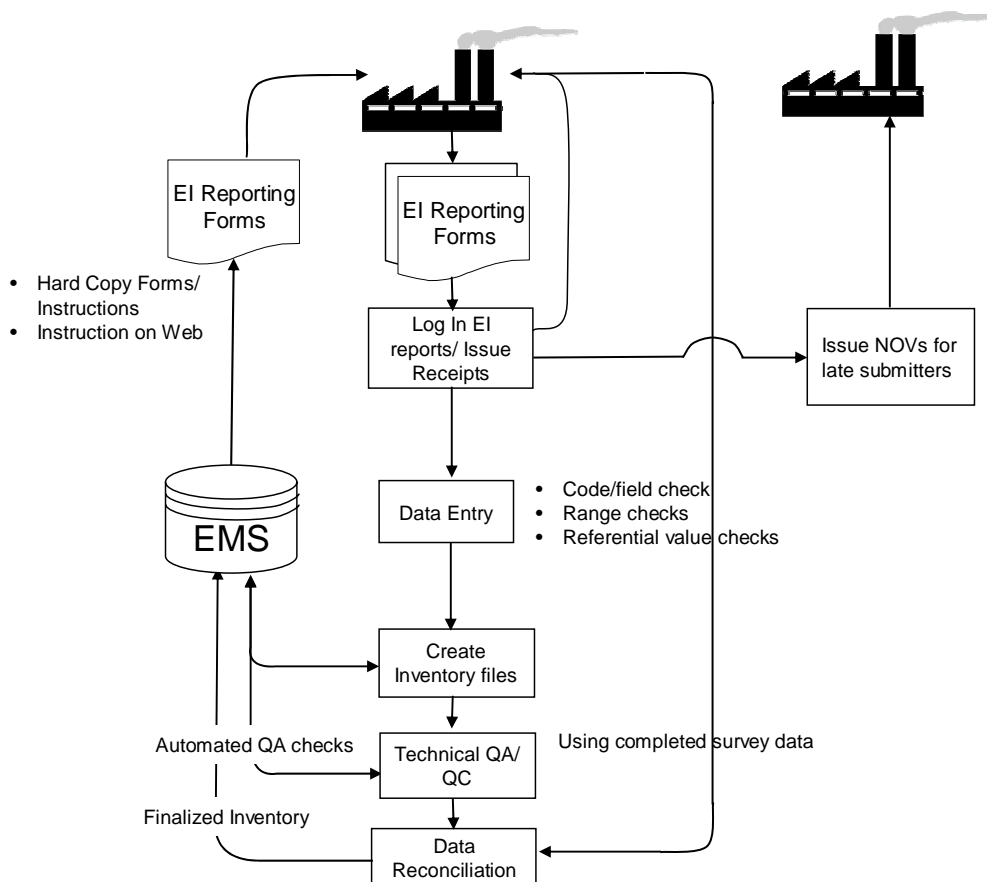 EI Reporting
Forms
EI Reporting
Forms
• Hard Copy Forms/
Instructions
• Instruction on Web
Log In EI
reports/ Issue
Receipts
Issue NOVs for
late submitters
Data Entry
• Code/field check
• Range checks
• Referential value checks
EMS
Create
Inventory files
Automated QA checks
Technical QA/
QC
Using completed survey data
Finalized Inventory
Data
Reconciliation